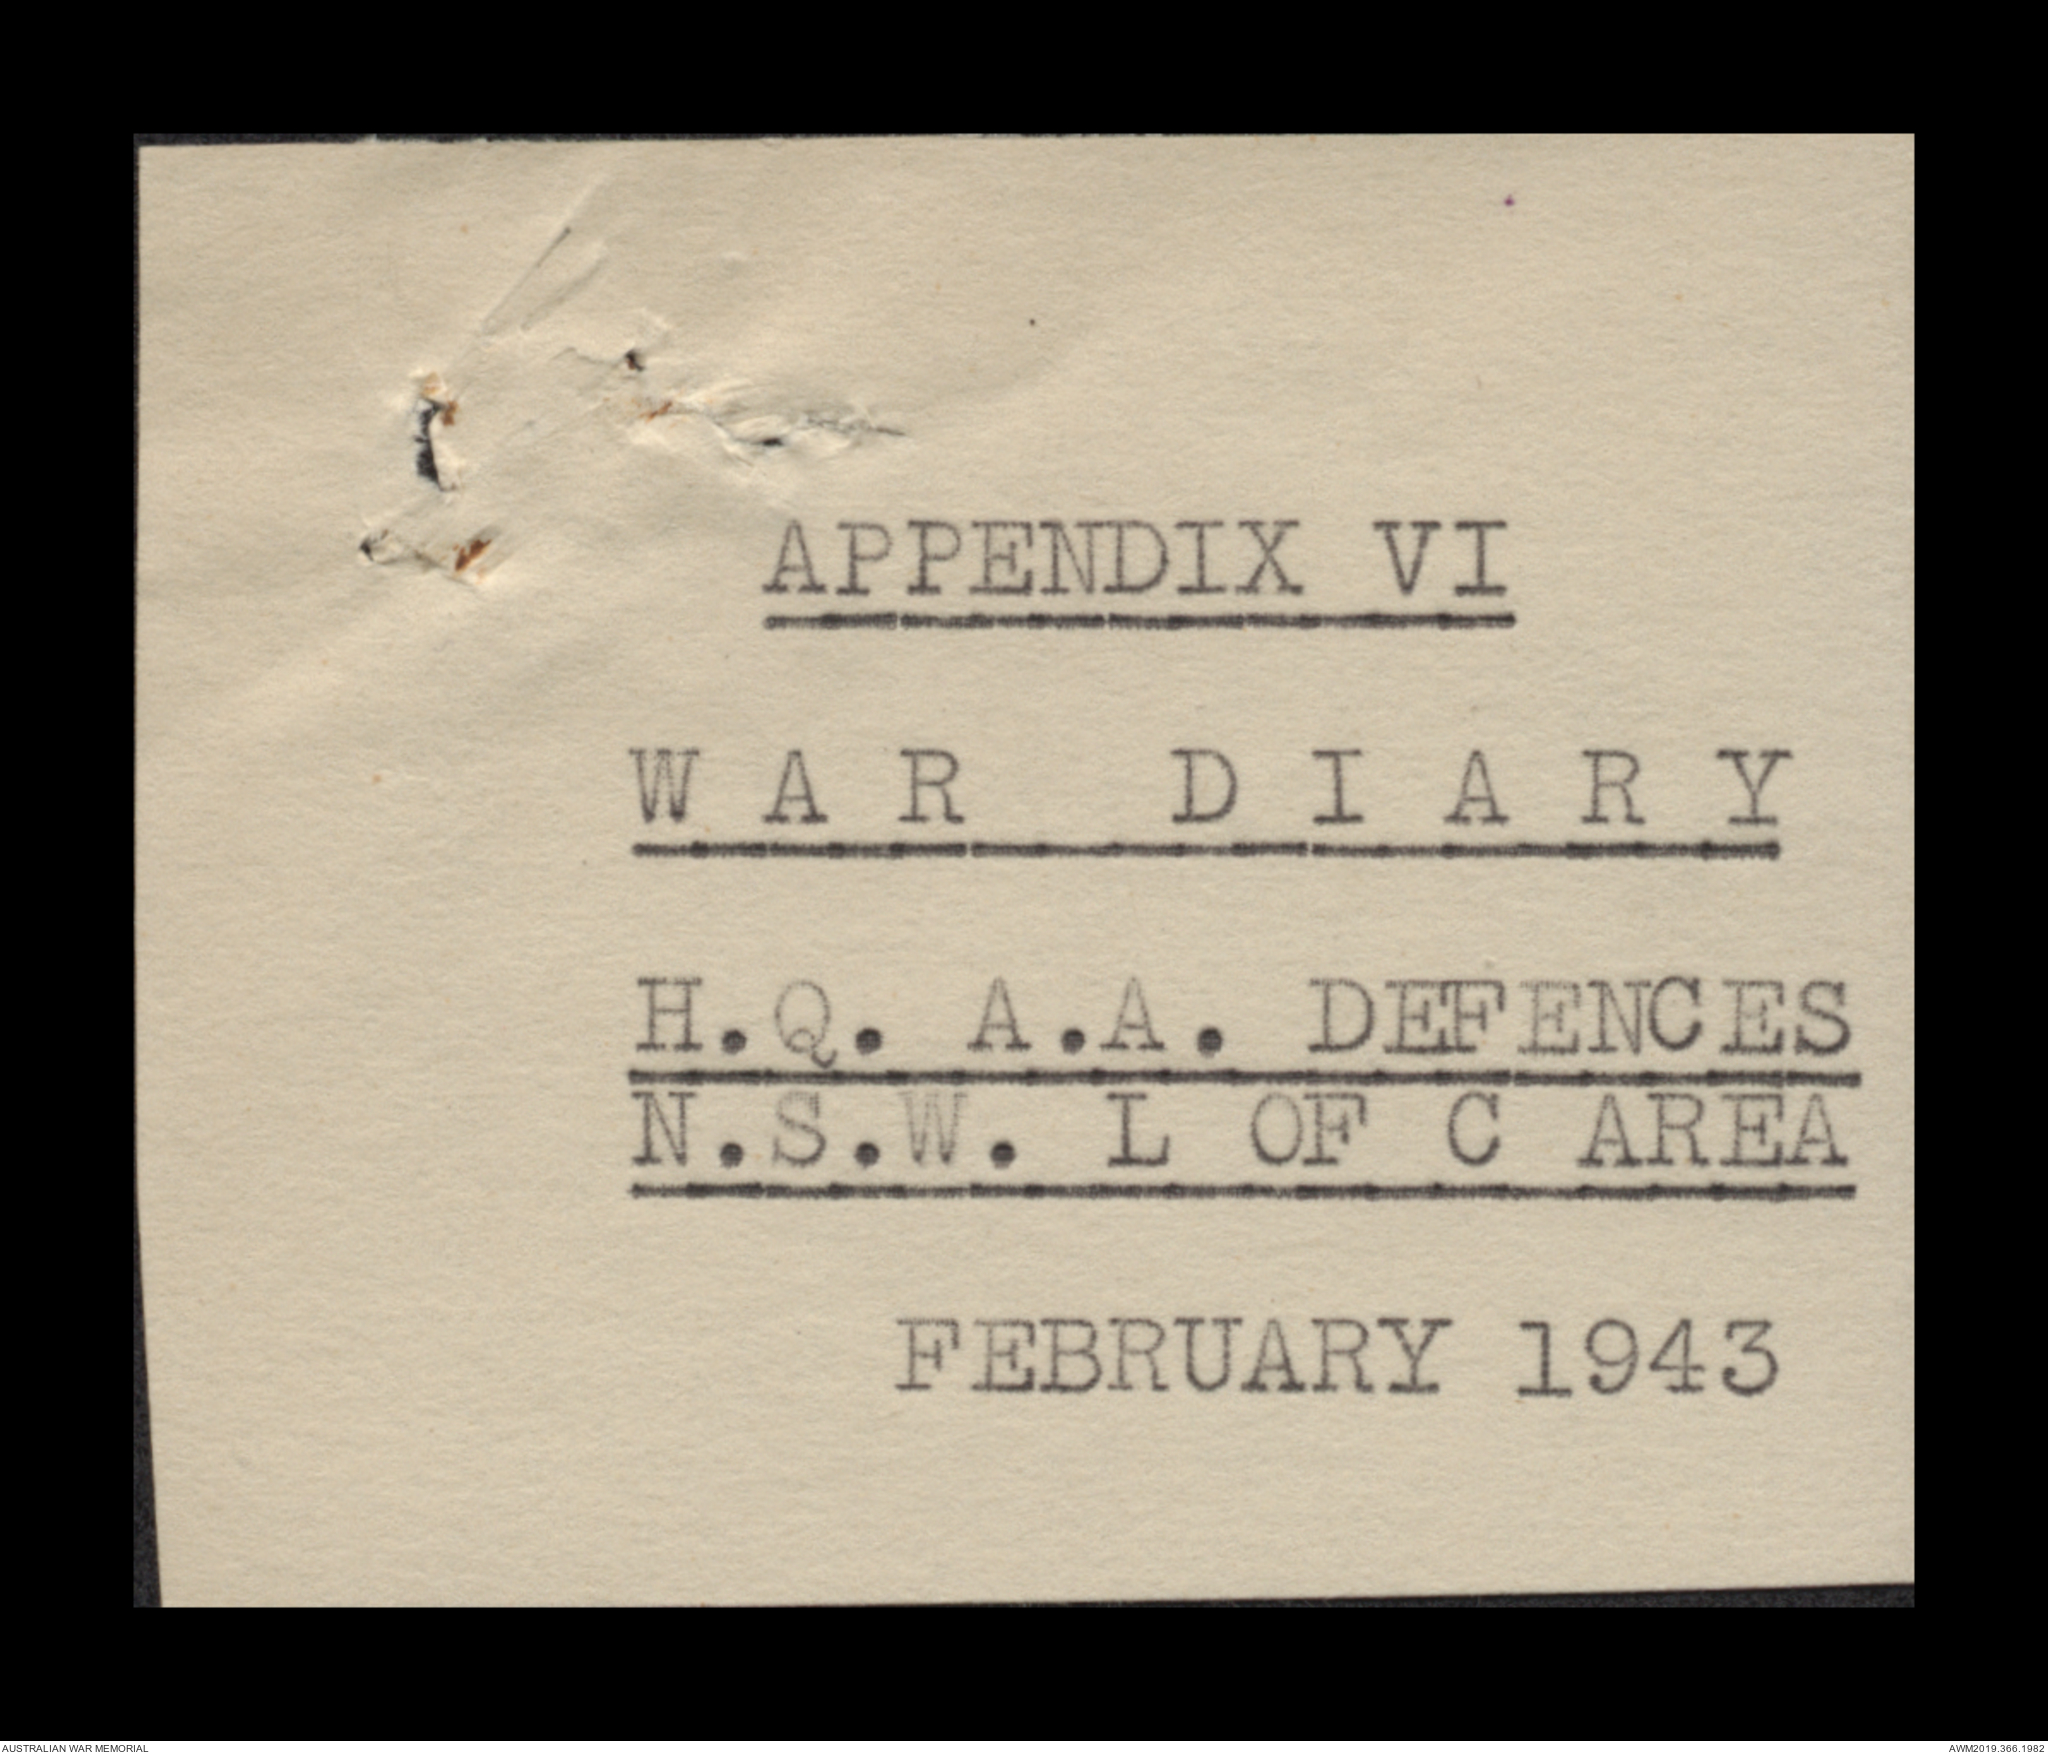 APPENDIX VI
W A R  D I A R Y
H.Q. A.A. DEFENCES
N.S.W. L OF C AREA
FEBRUARY 1943
AUSTRALIAN WAR MEMORIAL
AWM2019.366.1982